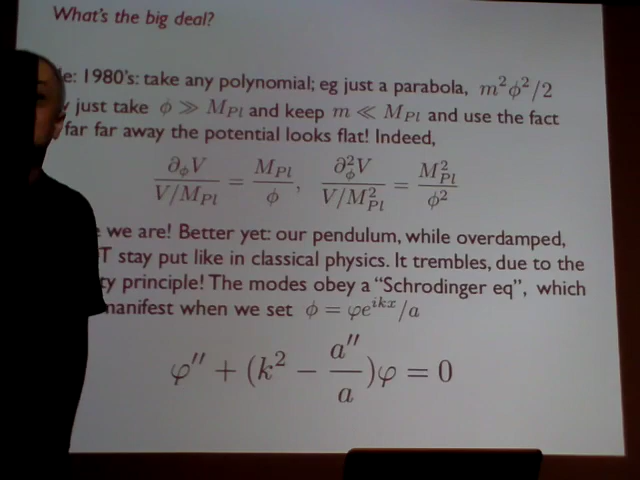 What's the big deal?
e: 1980's: take any polynomial; eg just a parabola, m²ϕ²/2
just take ϕ ≫ M_Pl and keep m ≪ M_Pl and use the fact
far far away the potential looks flat! Indeed,
∂_ϕV / (V/M_Pl) = M_Pl/ϕ, ∂²_ϕV / (V/M²_Pl) = M²_Pl/ϕ²
we are! Better yet: our pendulum, while overdamped,
T stay put like in classical physics. It trembles, due to the
ty principle! The modes obey a "Schrodinger eq", which
manifest when we set ϕ = φe^{ikx}/a
φ'' + (k² − a''/a)φ = 0